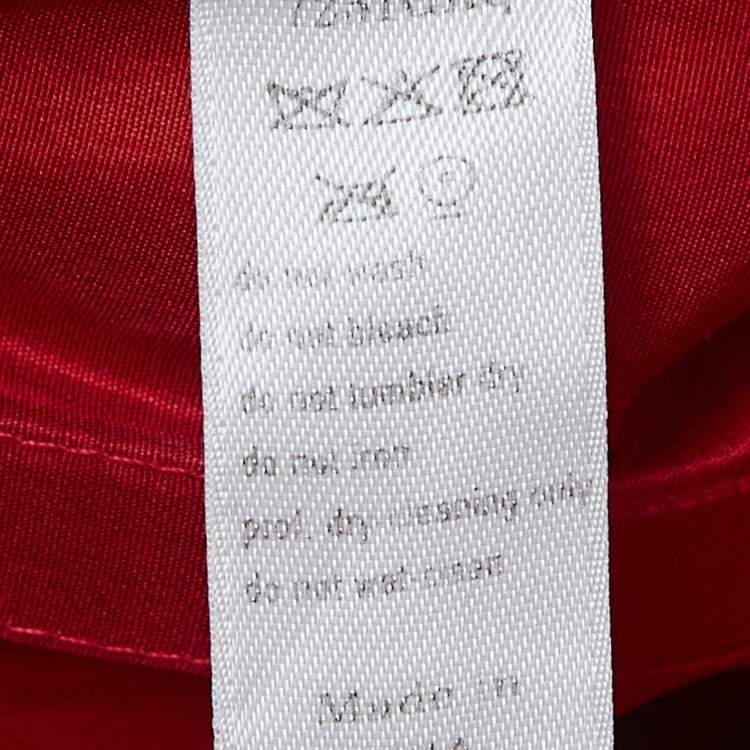 do not wash
do not bleach
do not tumbler dry
do not iron
prof. dry-cleaning only
do not wet-clean
Made in